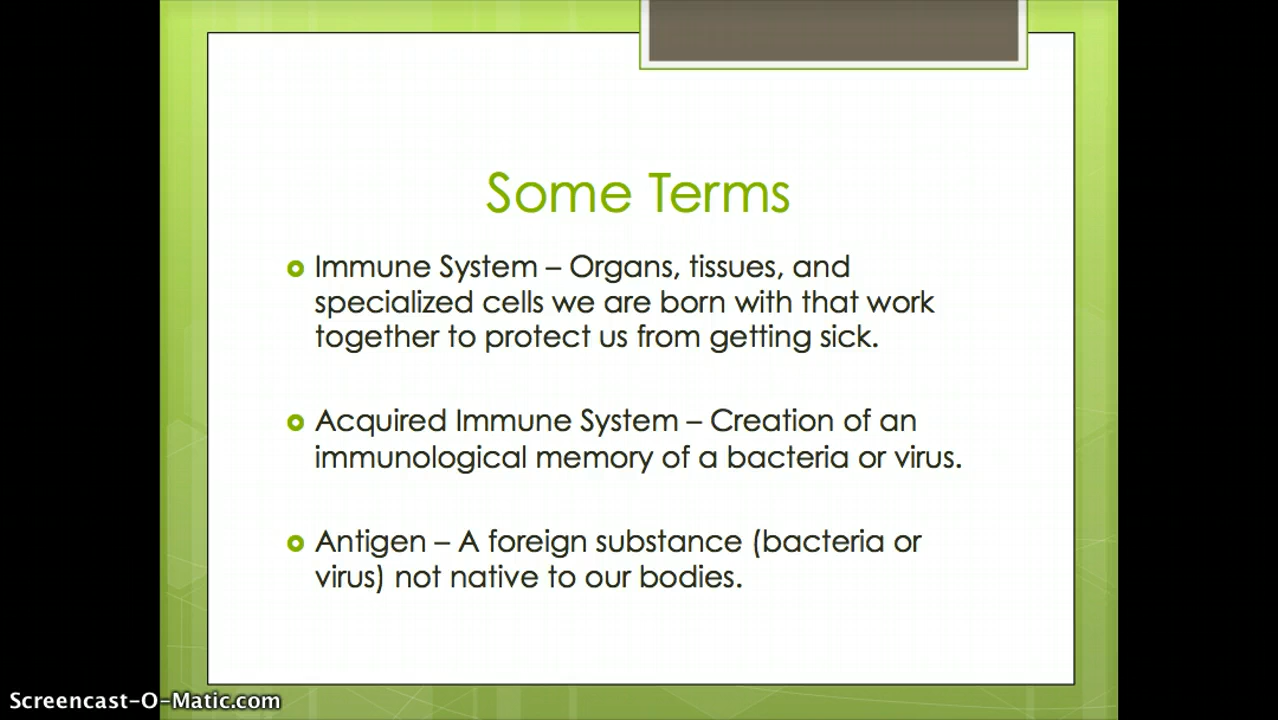 Some Terms
Immune System – Organs, tissues, and
specialized cells we are born with that work
together to protect us from getting sick.
Acquired Immune System – Creation of an
immunological memory of a bacteria or virus.
Antigen – A foreign substance (bacteria or
virus) not native to our bodies.
Screencast-O-Matic.com